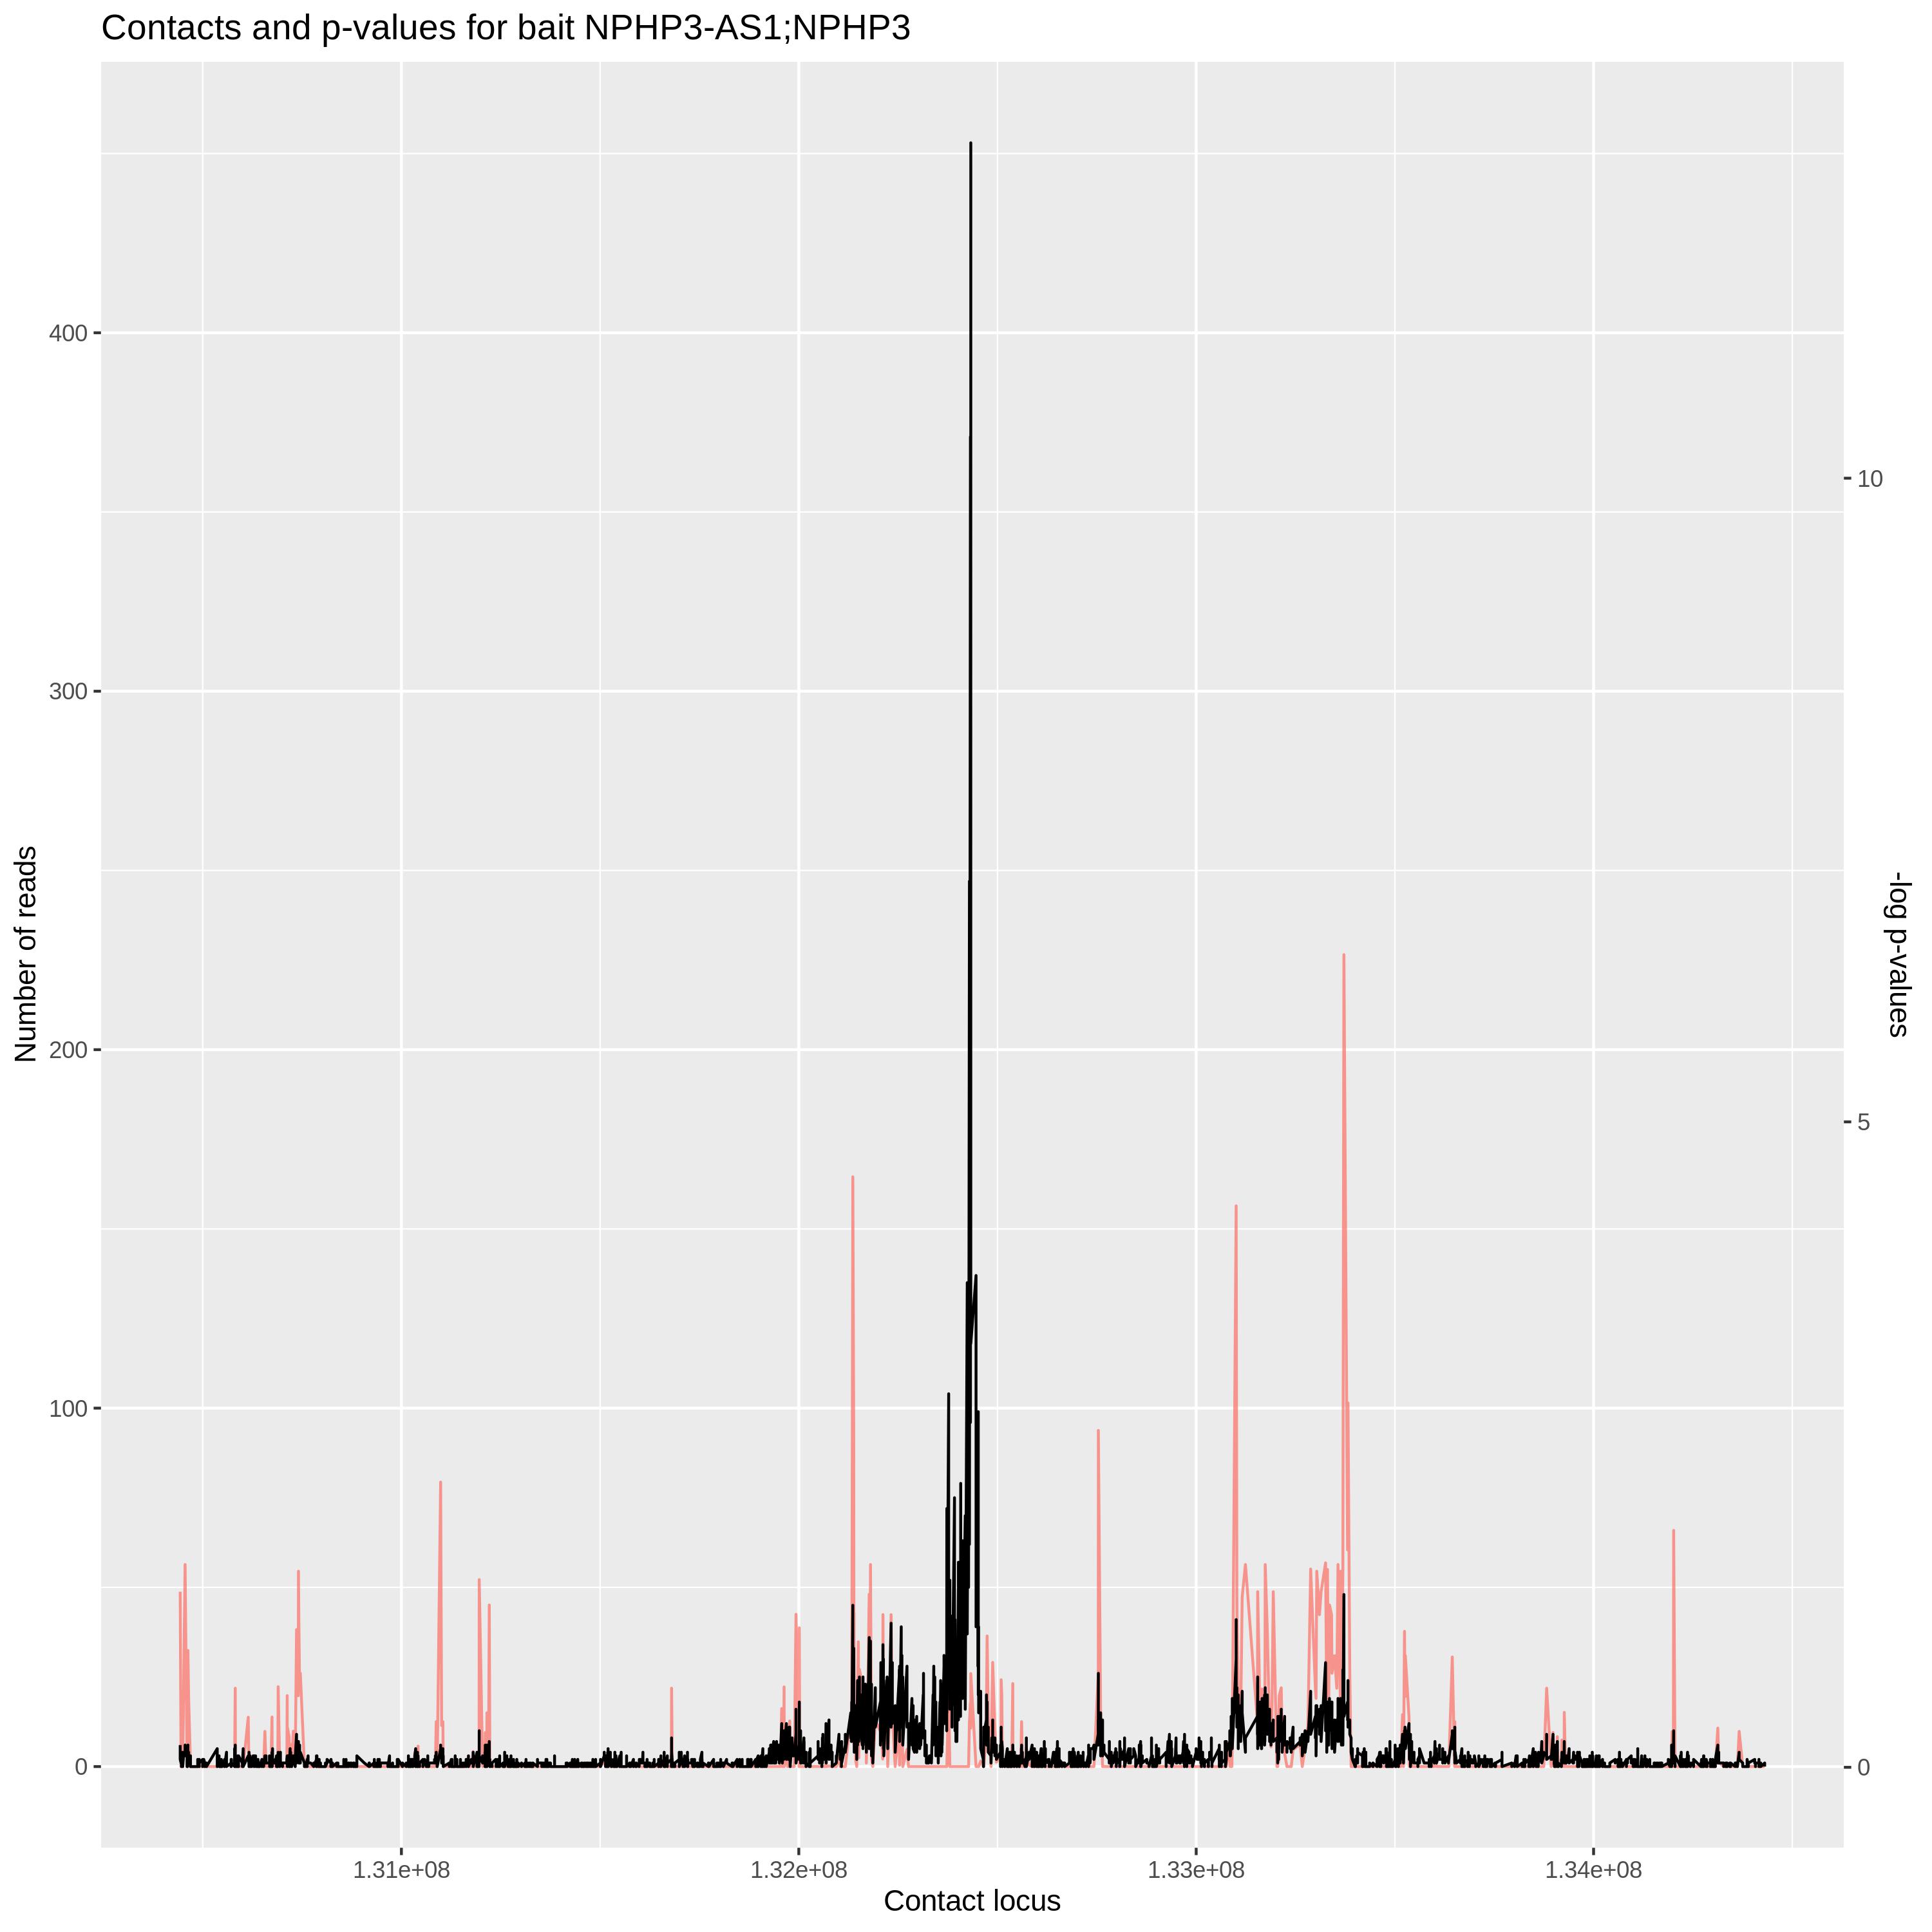 Contacts and p-values for bait NPHP3-AS1;NPHP3
Number of reads
400
300
200
100
0
10
5
0
-log p-values
1.31e+08
1.32e+08
1.33e+08
1.34e+08
Contact locus